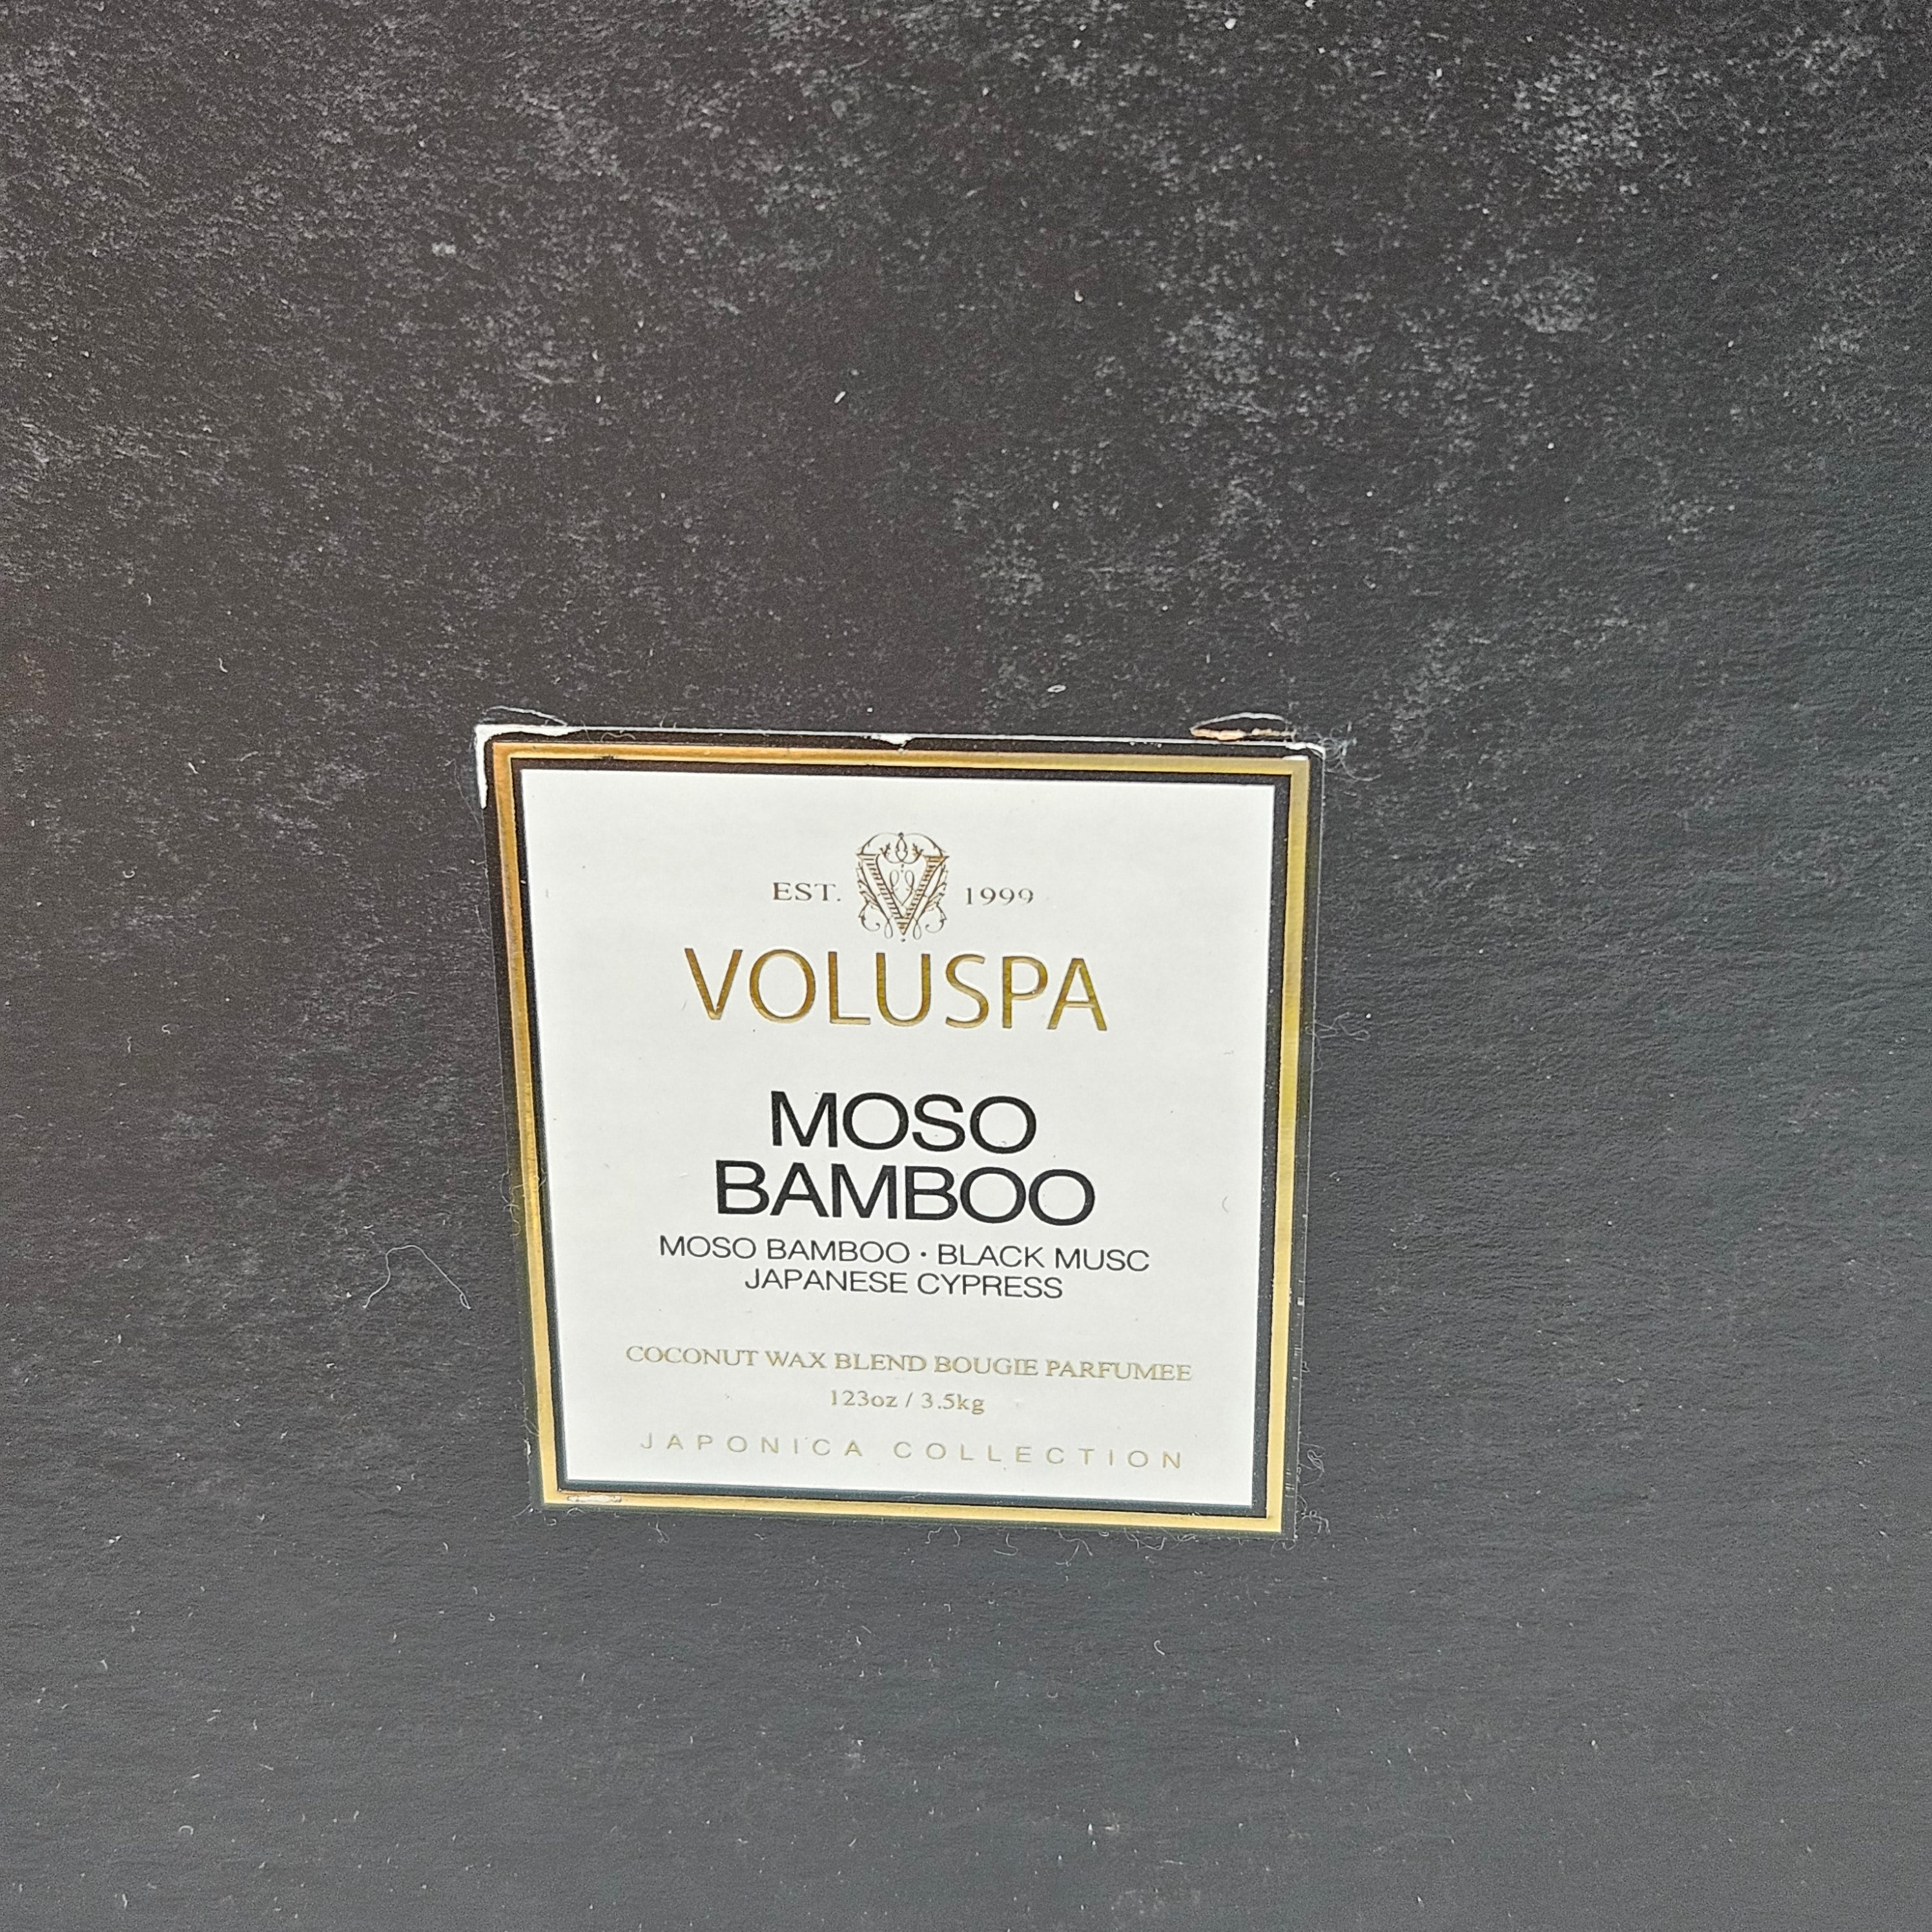 EST. 1999
VOLUSPA
MOSO
BAMBOO
MOSO BAMBOO · BLACK MUSC
JAPANESE CYPRESS
COCONUT WAX BLEND BOUGIE PARFUMEE
123oz / 3.5kg
JAPONICA COLLECTION